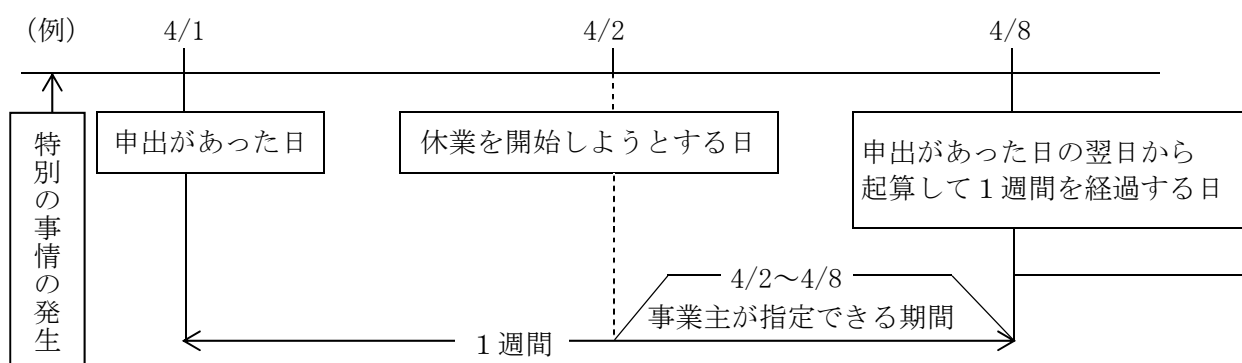 (例)
4/1
4/2
4/8
特別の事情の発生
申出があった日
休業を開始しようとする日
申出があった日の翌日から
起算して１週間を経過する日
4/2～4/8
事業主が指定できる期間
１週間